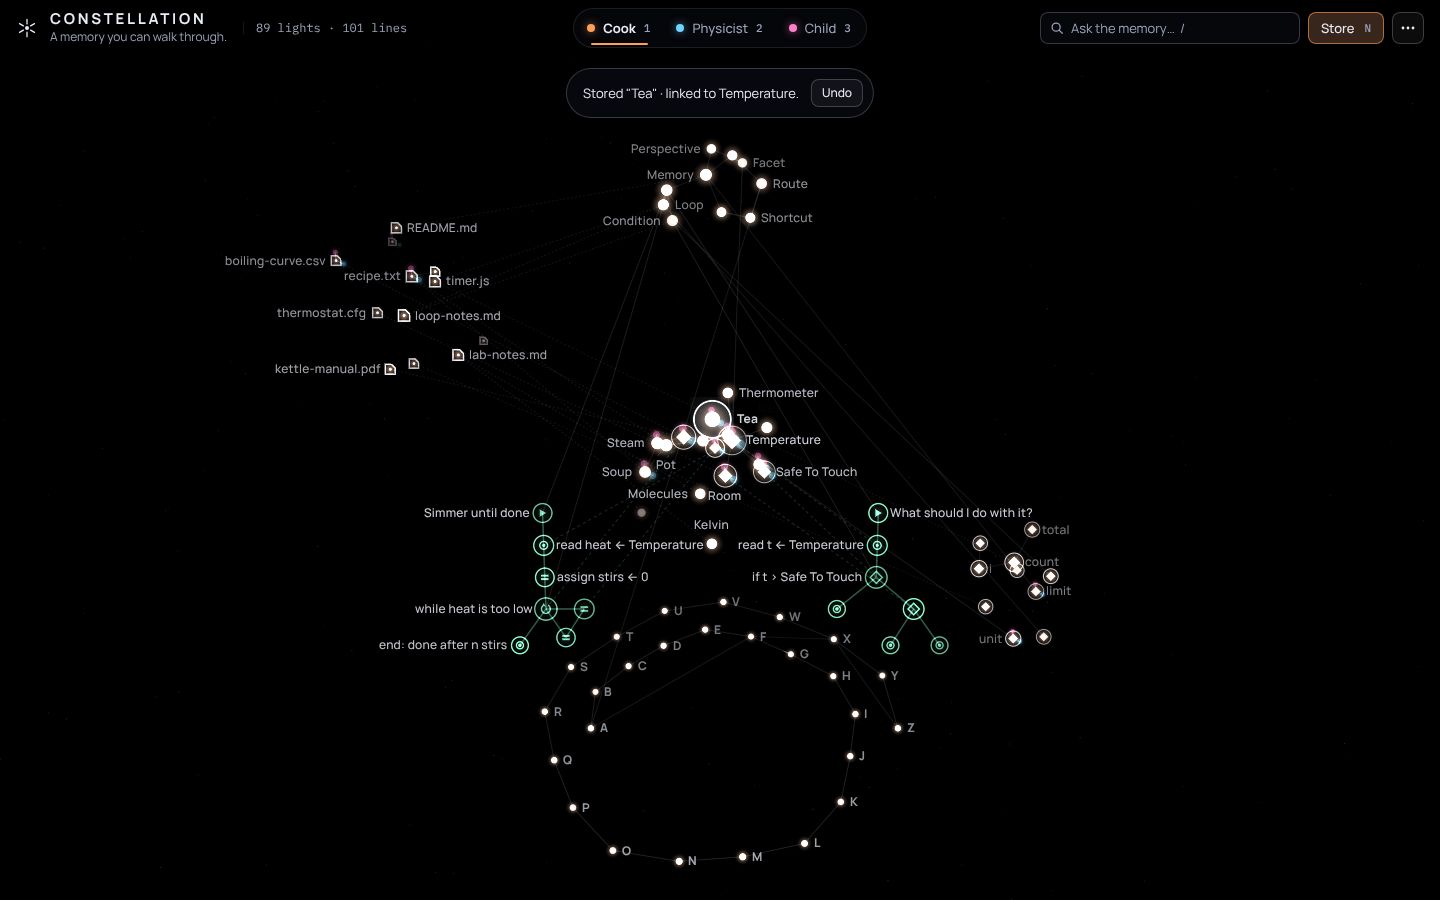 CONSTELLATION
A memory you can walk through.
89 lights · 101 lines
Cook 1
Physicist 2
Child 3
Ask the memory… /
Store N
Stored "Tea" · linked to Temperature.
Undo
Perspective
Facet
Memory
Route
Loop
Condition
Shortcut
README.md
boiling-curve.csv
recipe.txt
timer.js
thermostat.cfg
loop-notes.md
lab-notes.md
kettle-manual.pdf
Thermometer
Tea
Steam
Temperature
Pot
Soup
Safe To Touch
Molecules
Room
Kelvin
Simmer until done
What should I do with it?
total
read heat ← Temperature
read t ← Temperature
count
i
assign stirs ← 0
if t > Safe To Touch
limit
while heat is too low
end: done after n stirs
unit
V
U
W
T
E
F
X
D
G
S
C
H
Y
B
R
I
A
Z
Q
J
P
K
O
N
M
L